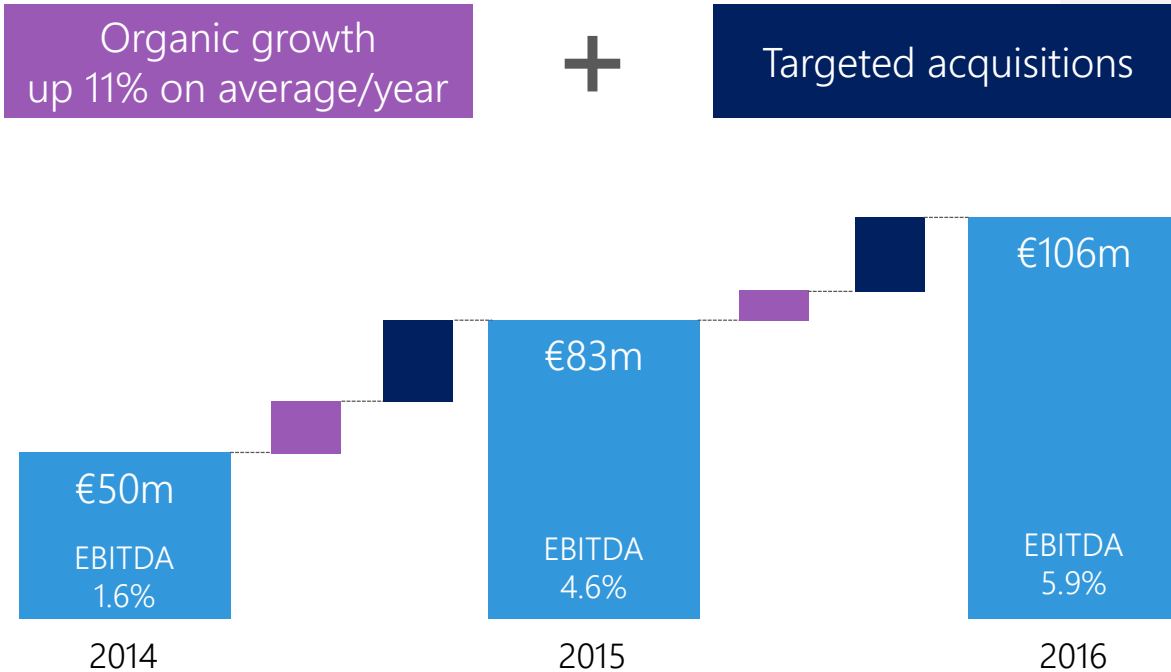 Organic growth
up 11% on average/year
+
Targeted acquisitions
€106m
€83m
€50m
EBITDA
1.6%
EBITDA
4.6%
EBITDA
5.9%
2014
2015
2016